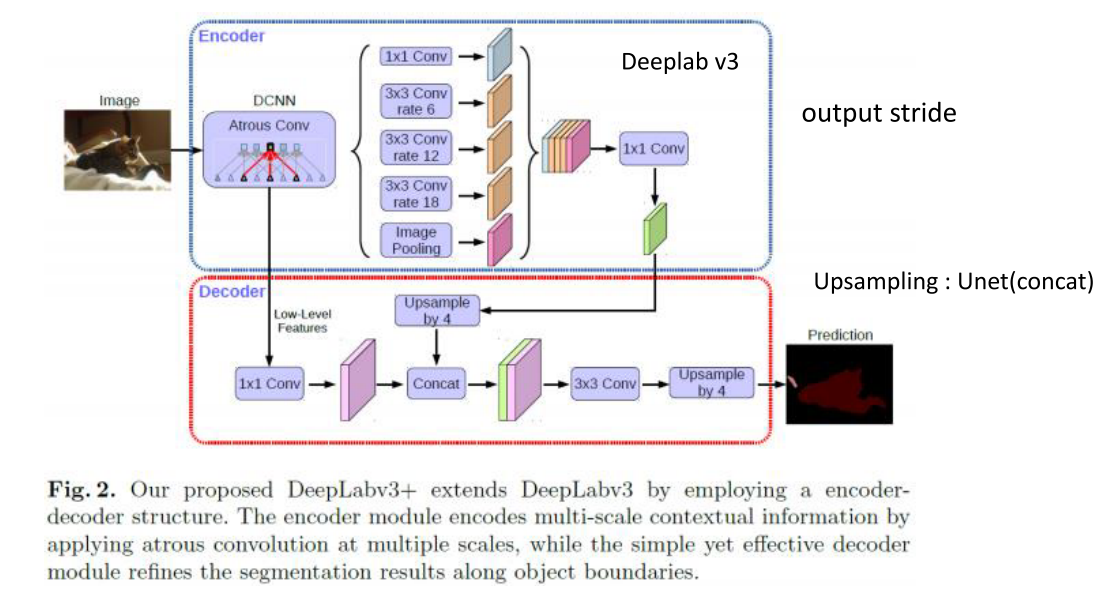 Encoder
Deeplab v3
output stride
Image
DCNN
Atrous Conv
1x1 Conv
3x3 Conv
rate 6
3x3 Conv
rate 12
3x3 Conv
rate 18
Image
Pooling
1x1 Conv
Decoder
Low-Level
Features
Upsample
by 4
Upsampling : Unet(concat)
Prediction
1x1 Conv
Concat
3x3 Conv
Upsample
by 4
Fig. 2. Our proposed DeepLabv3+ extends DeepLabv3 by employing a encoder-
decoder structure. The encoder module encodes multi-scale contextual information by
applying atrous convolution at multiple scales, while the simple yet effective decoder
module refines the segmentation results along object boundaries.